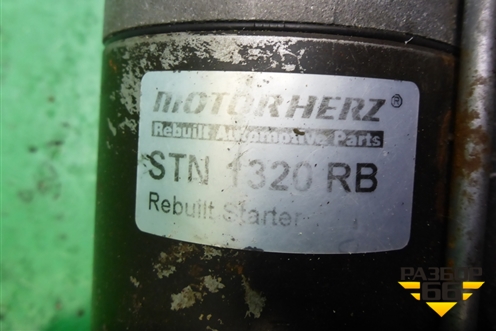 MOTORHERZ®
Rebuilt Automotive Parts
STN 1320 RB
Rebuilt Starter
РАЗБОР
66